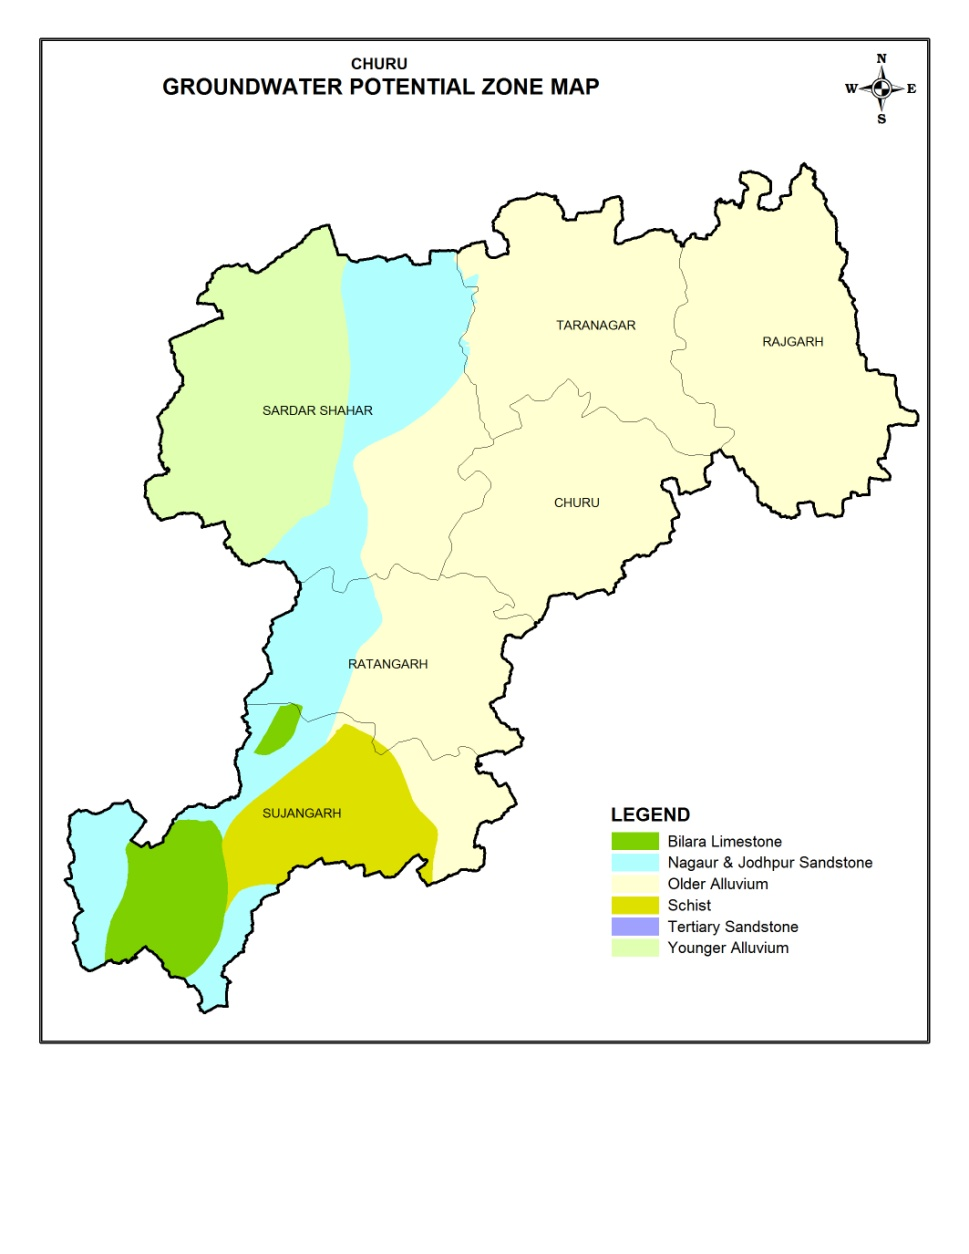 CHURU
GROUNDWATER POTENTIAL ZONE MAP
N
W E
S
TARANAGAR
RAJGARH
SARDAR SHAHAR
CHURU
RATANGARH
SUJANGARH
LEGEND
Bilara Limestone
Nagaur & Jodhpur Sandstone
Older Alluvium
Schist
Tertiary Sandstone
Younger Alluvium